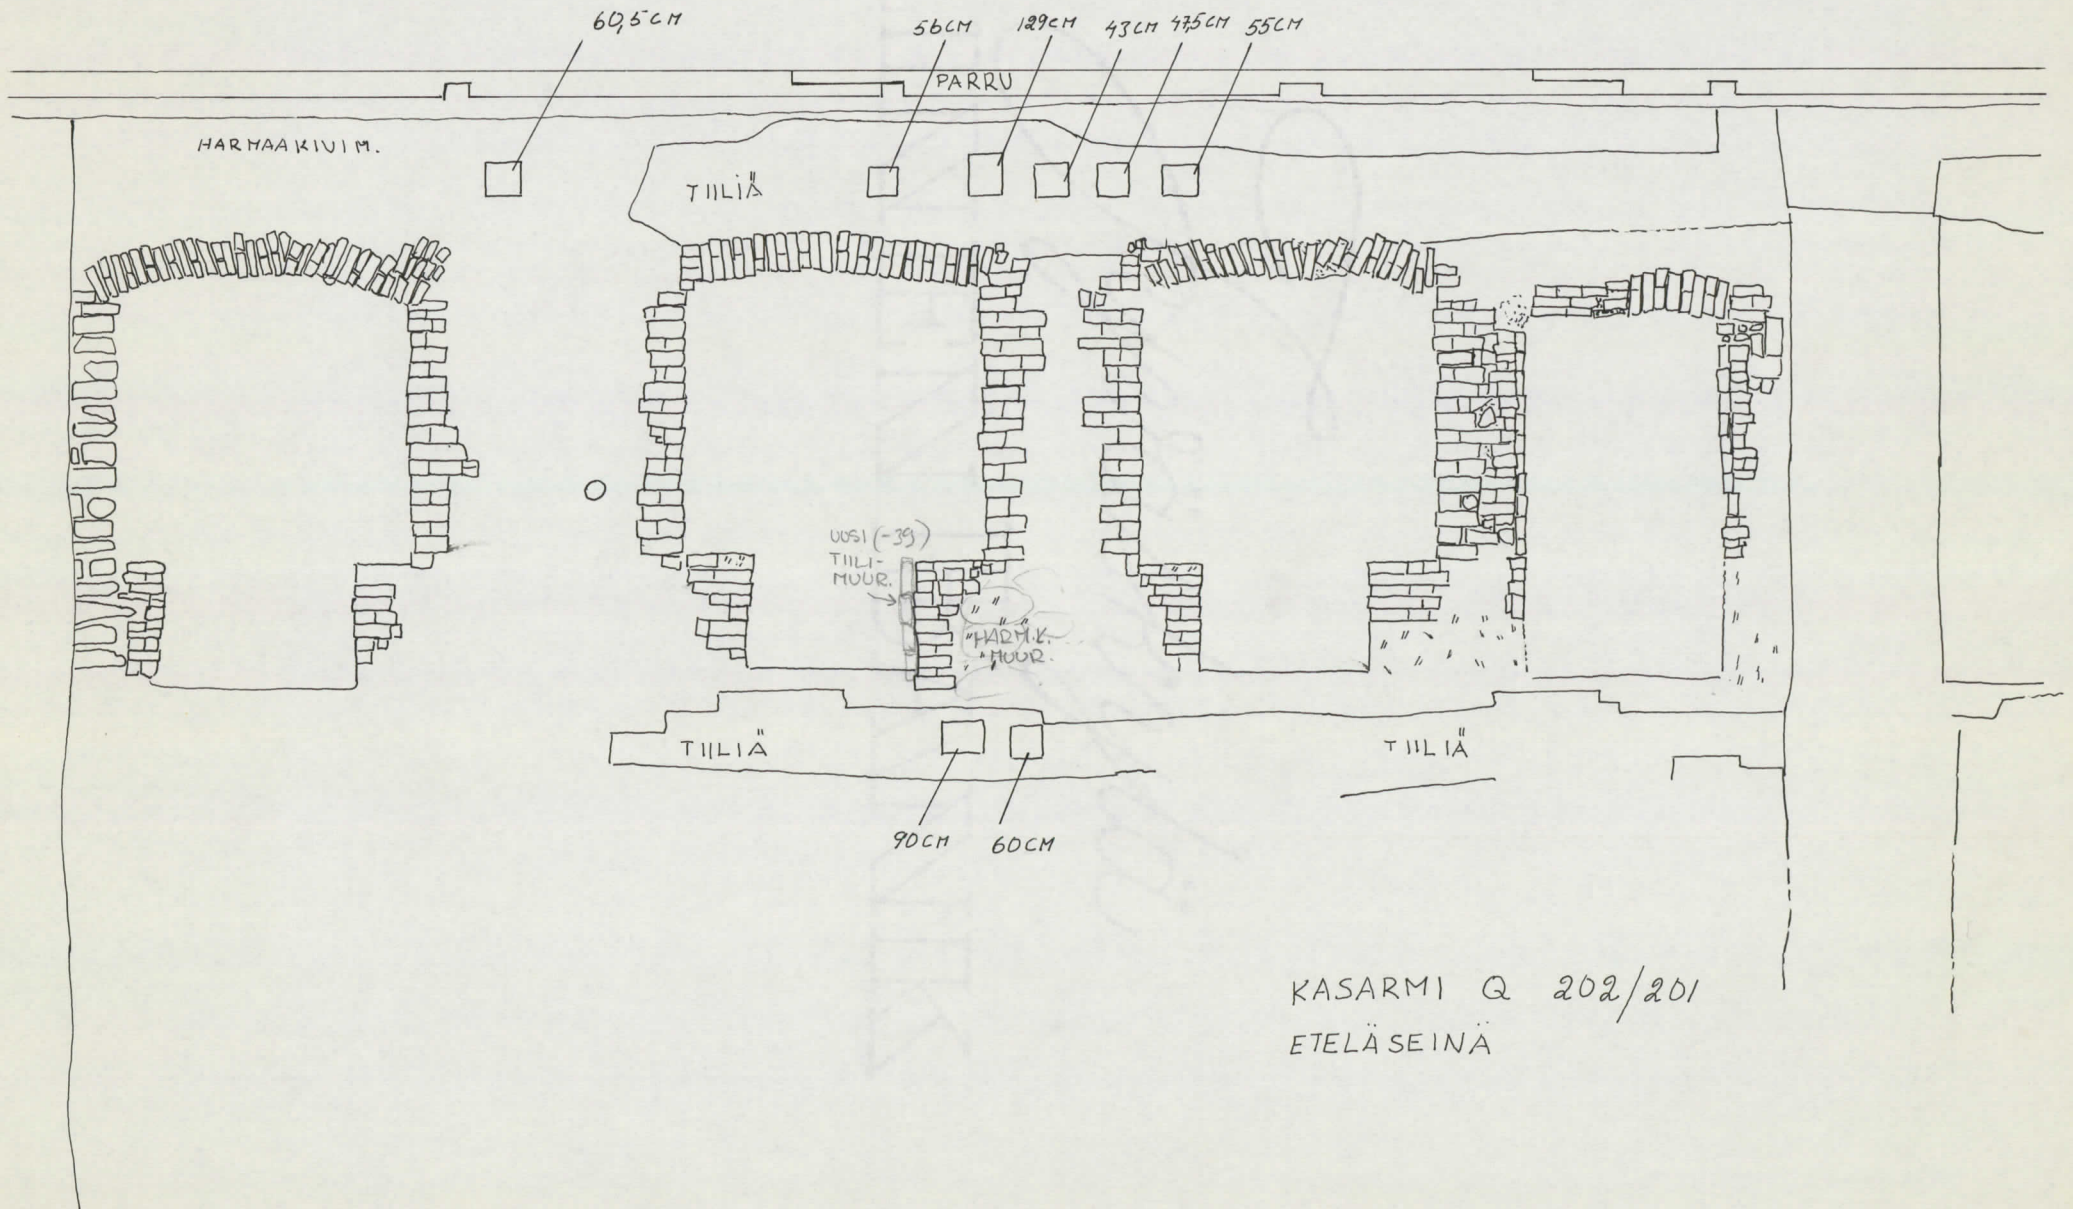 60,5CM
56CM
129CM
43CM
47,5CM
55CM
PARRU
HARMAAKIVIM.
TIILIÄ
UUSI (-39)
TIILI-
MUUR.
HARM.K.
MUUR.
TIILIÄ
TIILIÄ
90CM
60CM
KASARMI Q 202/201
ETELÄSEINÄ